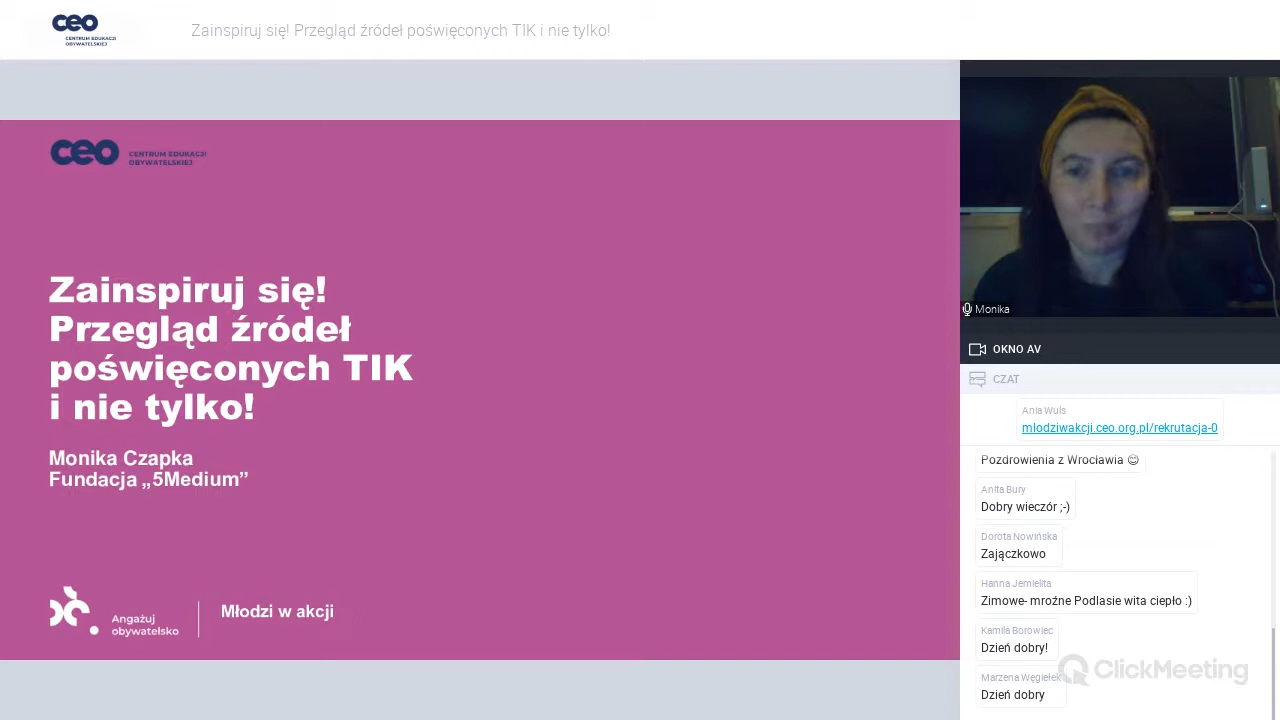 ceo
CENTRUM EDUKACJI
OBYWATELSKIEJ
Zainspiruj się! Przegląd źródeł poświęconych TIK i nie tylko!
ceo
CENTRUM EDUKACJI
OBYWATELSKIEJ
Zainspiruj się!
Przegląd źródeł
poświęconych TIK
i nie tylko!
Monika Czapka
Fundacja „5Medium”
Angażuj
obywatelsko
Młodzi w akcji
Monika
OKNO AV
CZAT
Ania Wuls
mlodziwakcji.ceo.org.pl/rekrutacja-0
Pozdrowienia z Wrocławia 😊
Anita Bury
Dobry wieczór ;-)
Dorota Nowińska
Zajączkowo
Hanna Jemielita
Zimowe- mroźne Podlasie wita ciepło :)
Kamila Borowiec
Dzień dobry!
Marzena Węgiełek
Dzień dobry
ClickMeeting